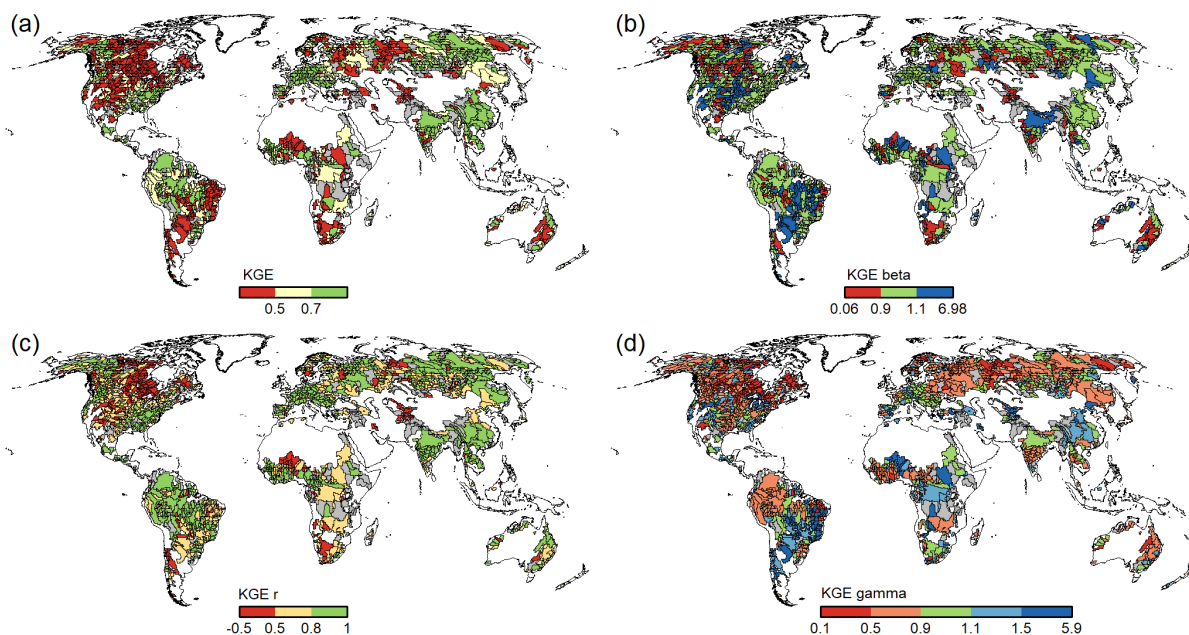 (a)
(b)
KGE
0.5 0.7
KGE beta
0.06 0.9 1.1 6.98
(c)
(d)
KGE r
-0.5 0.5 0.8 1
KGE gamma
0.1 0.5 0.9 1.1 1.5 5.9